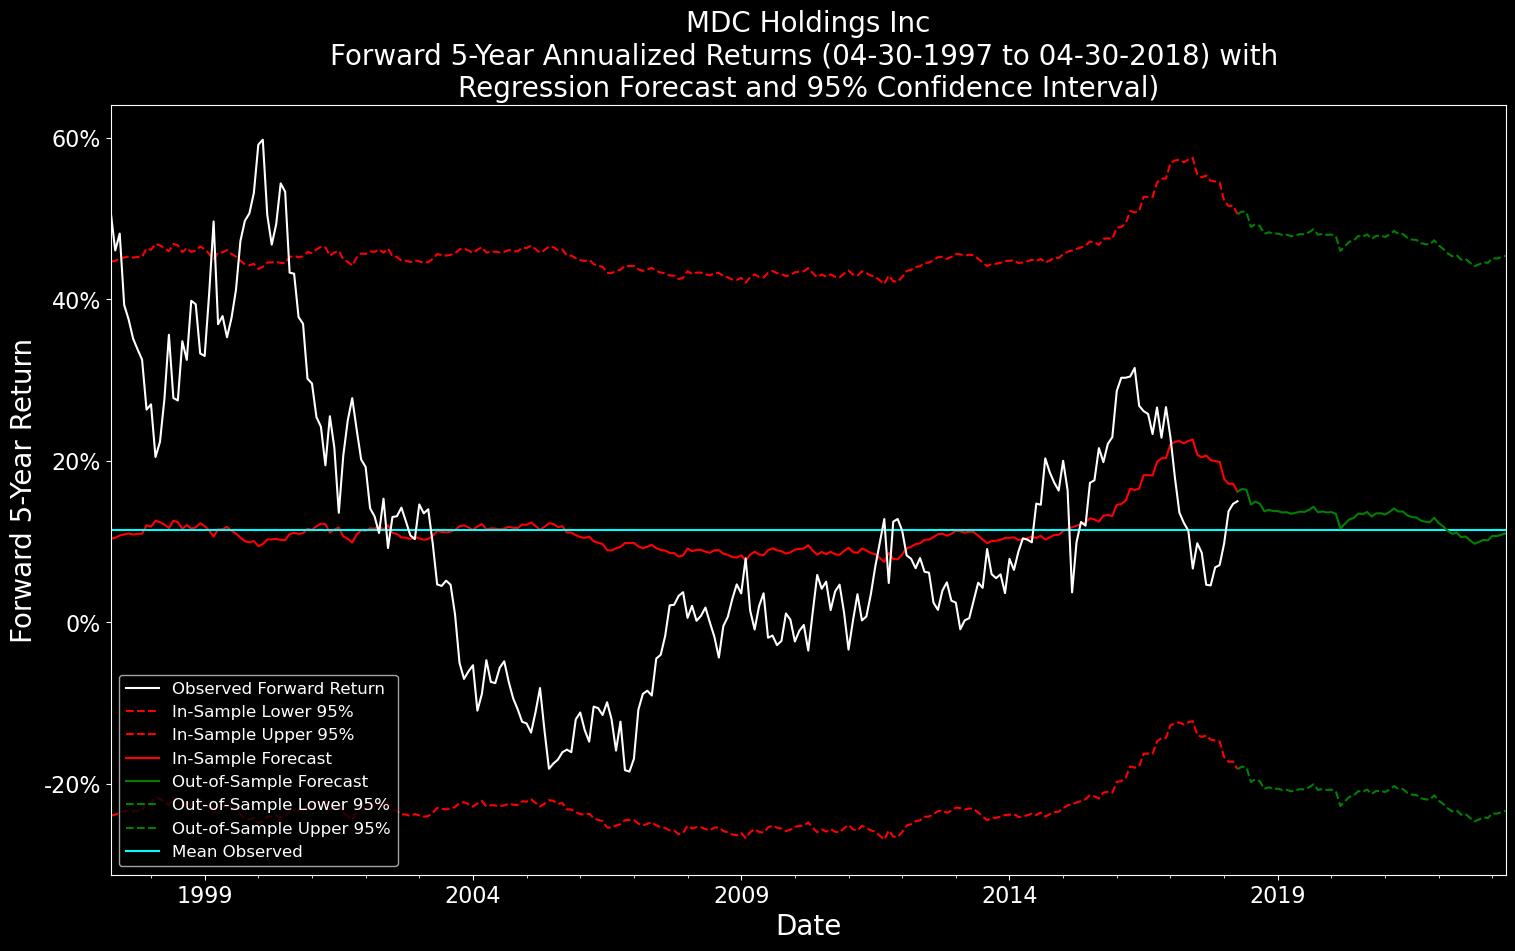 MDC Holdings Inc
Forward 5-Year Annualized Returns (04-30-1997 to 04-30-2018) with
Regression Forecast and 95% Confidence Interval)
60%
40%
20%
0%
-20%
Forward 5-Year Return
Observed Forward Return
In-Sample Lower 95%
In-Sample Upper 95%
In-Sample Forecast
Out-of-Sample Forecast
Out-of-Sample Lower 95%
Out-of-Sample Upper 95%
Mean Observed
1999 2004 2009 2014 2019
Date